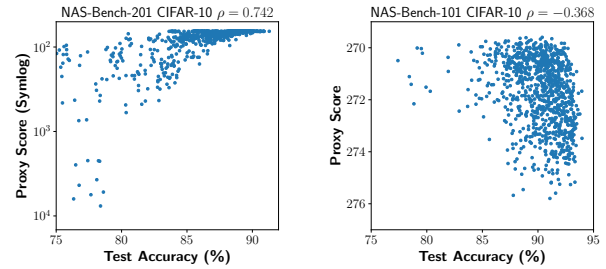 NAS-Bench-201 CIFAR-10 ρ = 0.742
Proxy Score (Symlog)
10²
10³
10⁴
75 80 85 90
Test Accuracy (%)
NAS-Bench-101 CIFAR-10 ρ = −0.368
Proxy Score
270
272
274
276
75 80 85 90 95
Test Accuracy (%)